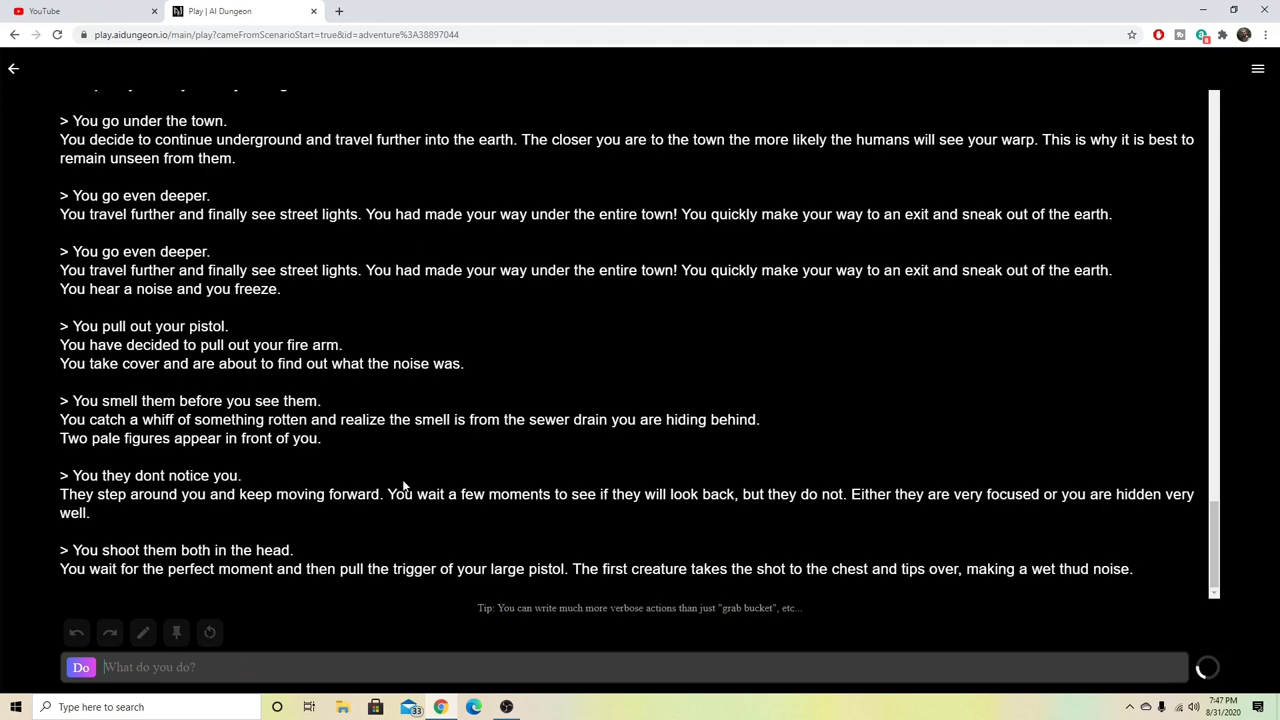 YouTube
Play | AI Dungeon
play.aidungeon.io/main/play?cameFromScenarioStart=true&id=adventure%3A38897044
> You go under the town.
You decide to continue underground and travel further into the earth. The closer you are to the town the more likely the humans will see your warp. This is why it is best to
remain unseen from them.
> You go even deeper.
You travel further and finally see street lights. You had made your way under the entire town! You quickly make your way to an exit and sneak out of the earth.
> You go even deeper.
You travel further and finally see street lights. You had made your way under the entire town! You quickly make your way to an exit and sneak out of the earth.
You hear a noise and you freeze.
> You pull out your pistol.
You have decided to pull out your fire arm.
You take cover and are about to find out what the noise was.
> You smell them before you see them.
You catch a whiff of something rotten and realize the smell is from the sewer drain you are hiding behind.
Two pale figures appear in front of you.
> You they dont notice you.
They step around you and keep moving forward. You wait a few moments to see if they will look back, but they do not. Either they are very focused or you are hidden very
well.
> You shoot them both in the head.
You wait for the perfect moment and then pull the trigger of your large pistol. The first creature takes the shot to the chest and tips over, making a wet thud noise.
Tip: You can write much more verbose actions than just "grab bucket", etc...
Do What do you do?
Type here to search
33
7:47 PM
8/31/2020